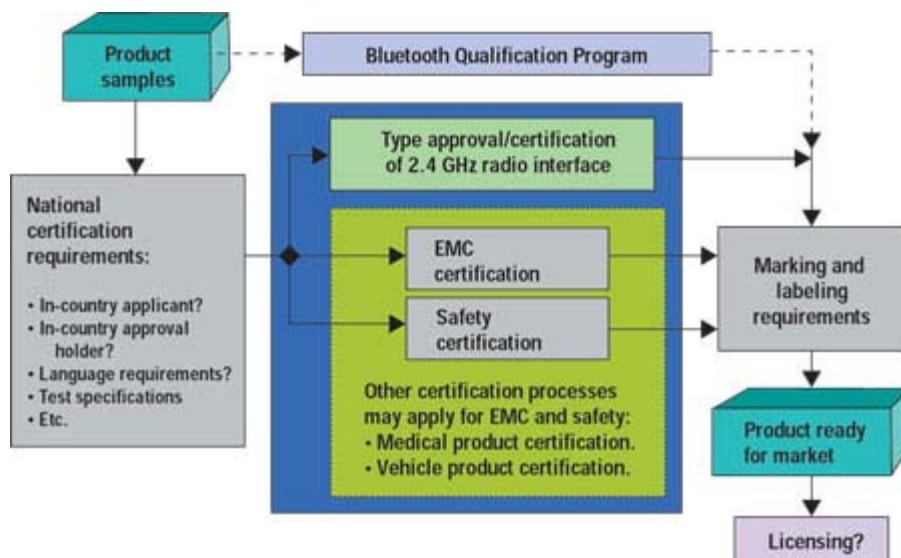 Product
samples
Bluetooth Qualification Program
Type approval/certification
of 2.4 GHz radio interface
National
certification
requirements:
• In-country applicant?
• In-country approval
holder?
• Language requirements?
• Test specifications
• Etc.
EMC
certification
Safety
certification
Other certification processes
may apply for EMC and safety:
• Medical product certification.
• Vehicle product certification.
Marking and
labeling
requirements
Product ready
for market
Licensing?